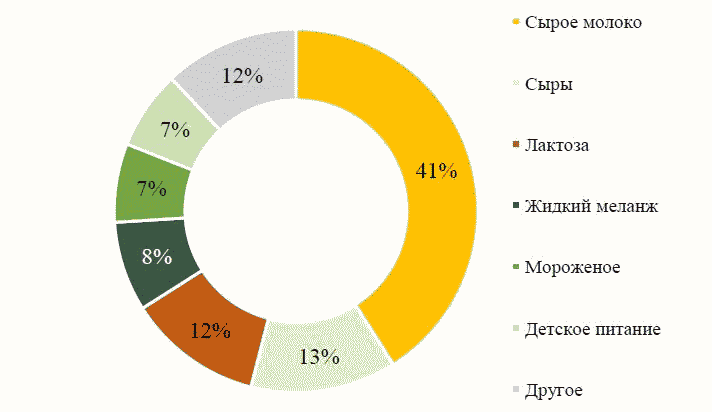 Сырое молоко
Сыры
Лактоза
Жидкий меланж
Мороженое
Детское питание
Другое
41%
13%
12%
8%
7%
7%
12%